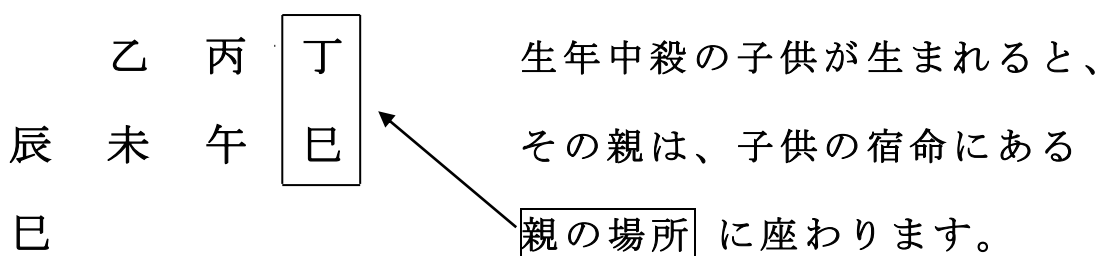 乙 丙 丁
辰 未 午 巳
巳
生年中殺の子供が生まれると、
その親は、子供の宿命にある
親の場所 に座わります。